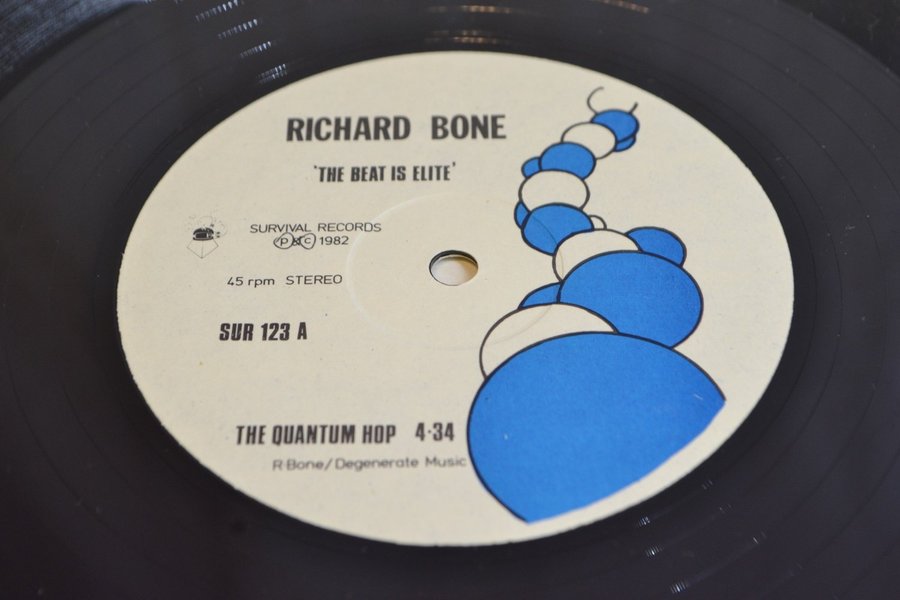 RICHARD BONE
'THE BEAT IS ELITE'
SURVIVAL RECORDS
P & C 1982
45 rpm STEREO
SUR 123 A
THE QUANTUM HOP 4·34
R·Bone/Degenerate Music